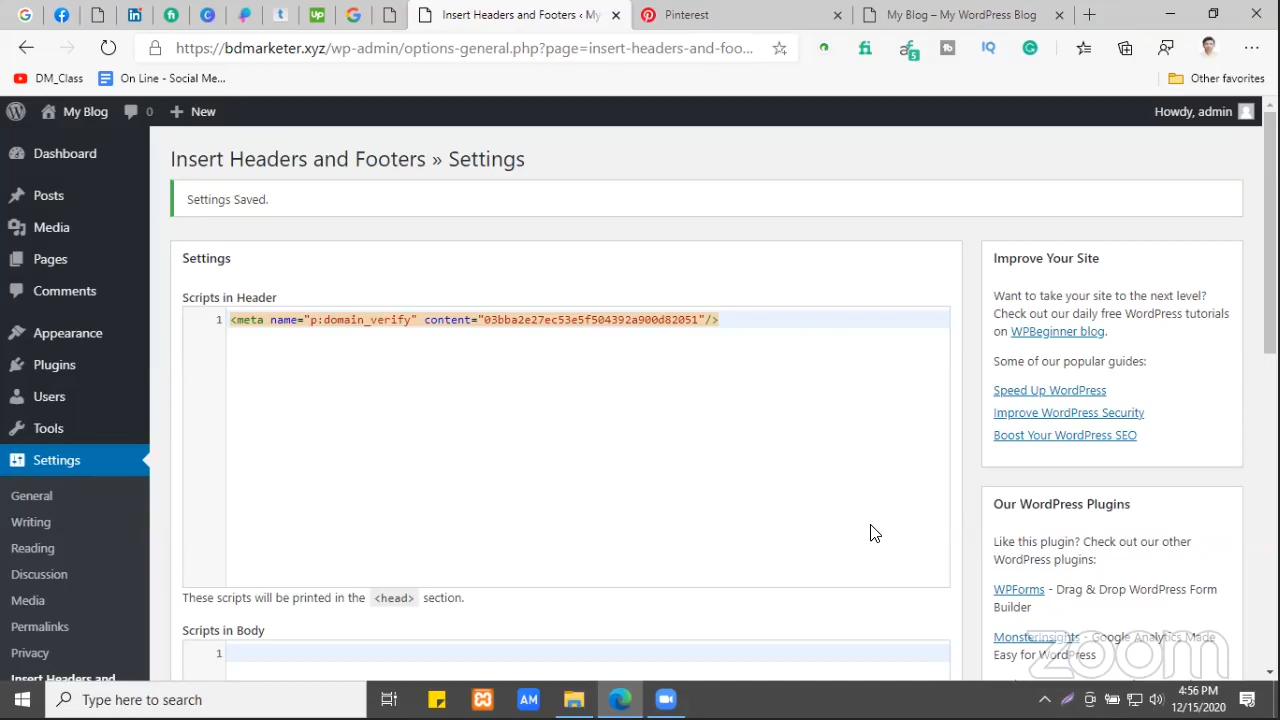 Insert Headers and Footers ‹ My
Pinterest
My Blog – My WordPress Blog
https://bdmarketer.xyz/wp-admin/options-general.php?page=insert-headers-and-foo...
5
IQ
DM_Class
On Line - Social Me...
Other favorites
My Blog
0
New
Howdy, admin
Dashboard
Posts
Media
Pages
Comments
Appearance
Plugins
Users
Tools
Settings
General
Writing
Reading
Discussion
Media
Permalinks
Privacy
Insert Headers and
Insert Headers and Footers » Settings
Settings Saved.
Settings
Scripts in Header
1 <meta name="p:domain_verify" content="03bba2e27ec53e5f504392a900d82051"/>
These scripts will be printed in the <head> section.
Scripts in Body
1
Improve Your Site
Want to take your site to the next level?
Check out our daily free WordPress tutorials
on WPBeginner blog.
Some of our popular guides:
Speed Up WordPress
Improve WordPress Security
Boost Your WordPress SEO
Our WordPress Plugins
Like this plugin? Check out our other
WordPress plugins:
WPForms - Drag & Drop WordPress Form
Builder
MonsterInsights - Google Analytics Made
Easy for WordPress
zoom
Type here to search
AM
4:56 PM
12/15/2020